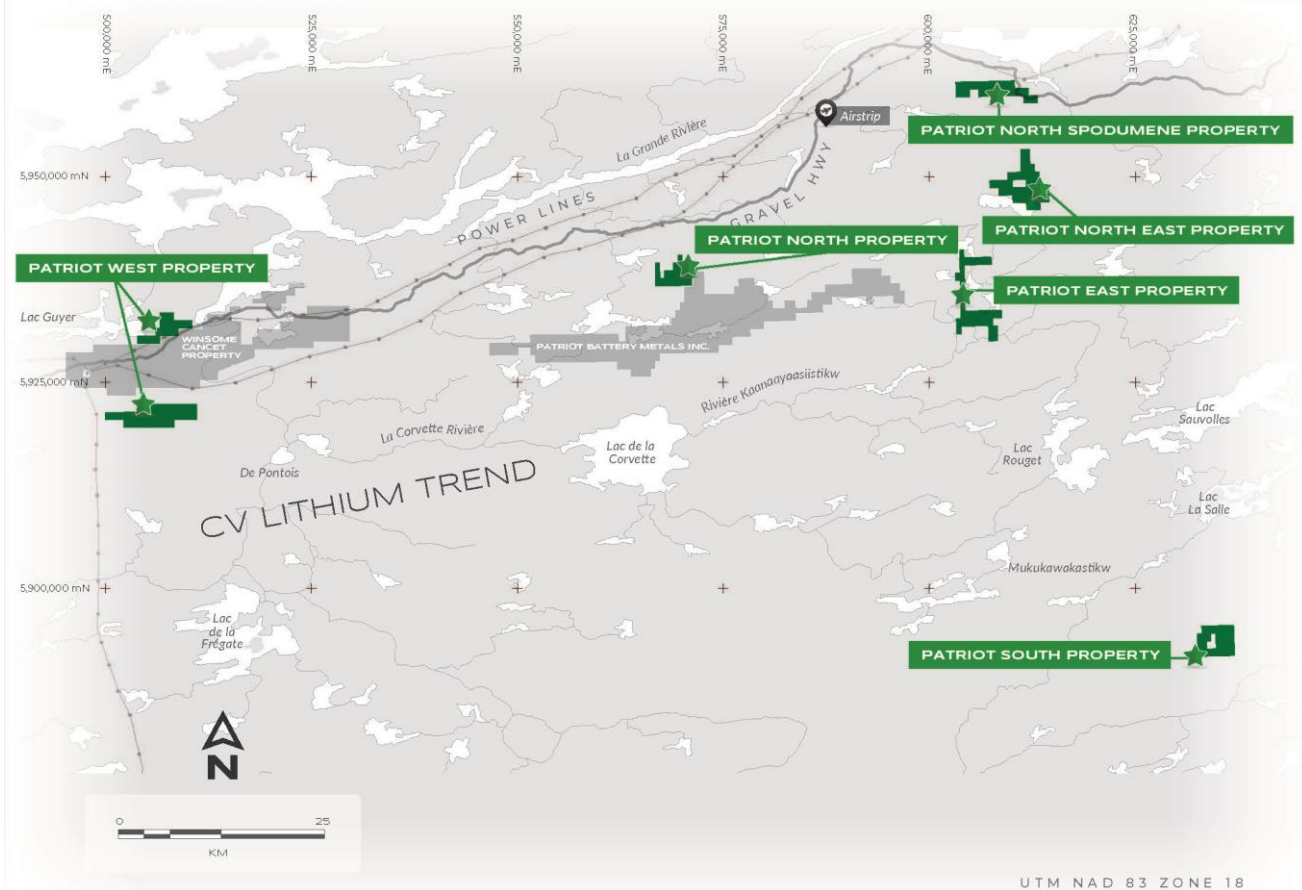 500,000 mE
525,000 mE
550,000 mE
575,000 mE
600,000 mE
625,000 mE
Airstrip
PATRIOT NORTH SPODUMENE PROPERTY
La Grande Rivière
5,950,000 mN
POWER LINES
GRAVEL HWY
PATRIOT NORTH EAST PROPERTY
PATRIOT NORTH PROPERTY
PATRIOT WEST PROPERTY
PATRIOT EAST PROPERTY
Lac Guyer
WINSOME
CANCET
PROPERTY
PATRIOT BATTERY METALS INC.
5,925,000 mN
Rivière Kaanaayaasiistikw
La Corvette Rivière
Lac
Sauvolles
Lac de la
Corvette
Lac
Rouget
De Pontois
CV LITHIUM TREND
Lac
La Salle
5,900,000 mN
Mukukawakastikw
Lac
de la
Frégate
PATRIOT SOUTH PROPERTY
N
0 25
KM
UTM NAD 83 ZONE 18